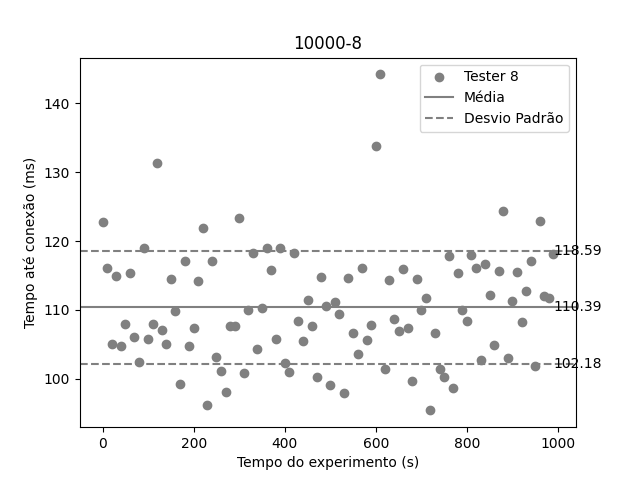 10000-8
Tester 8
Média
Desvio Padrão
Tempo até conexão (ms)
140
130
120
110
100
118.59
110.39
102.18
0 200 400 600 800 1000
Tempo do experimento (s)